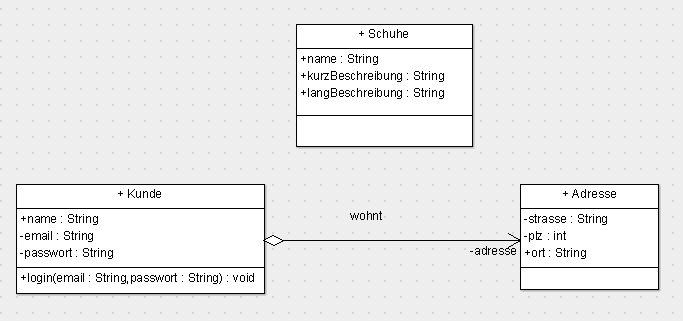 + Schuhe
+name : String
+kurzBeschreibung : String
+langBeschreibung : String
+ Kunde
+name : String
-email : String
-passwort : String
+login(email : String,passwort : String) : void
wohnt
-adresse
+ Adresse
-strasse : String
-plz : int
+ort : String